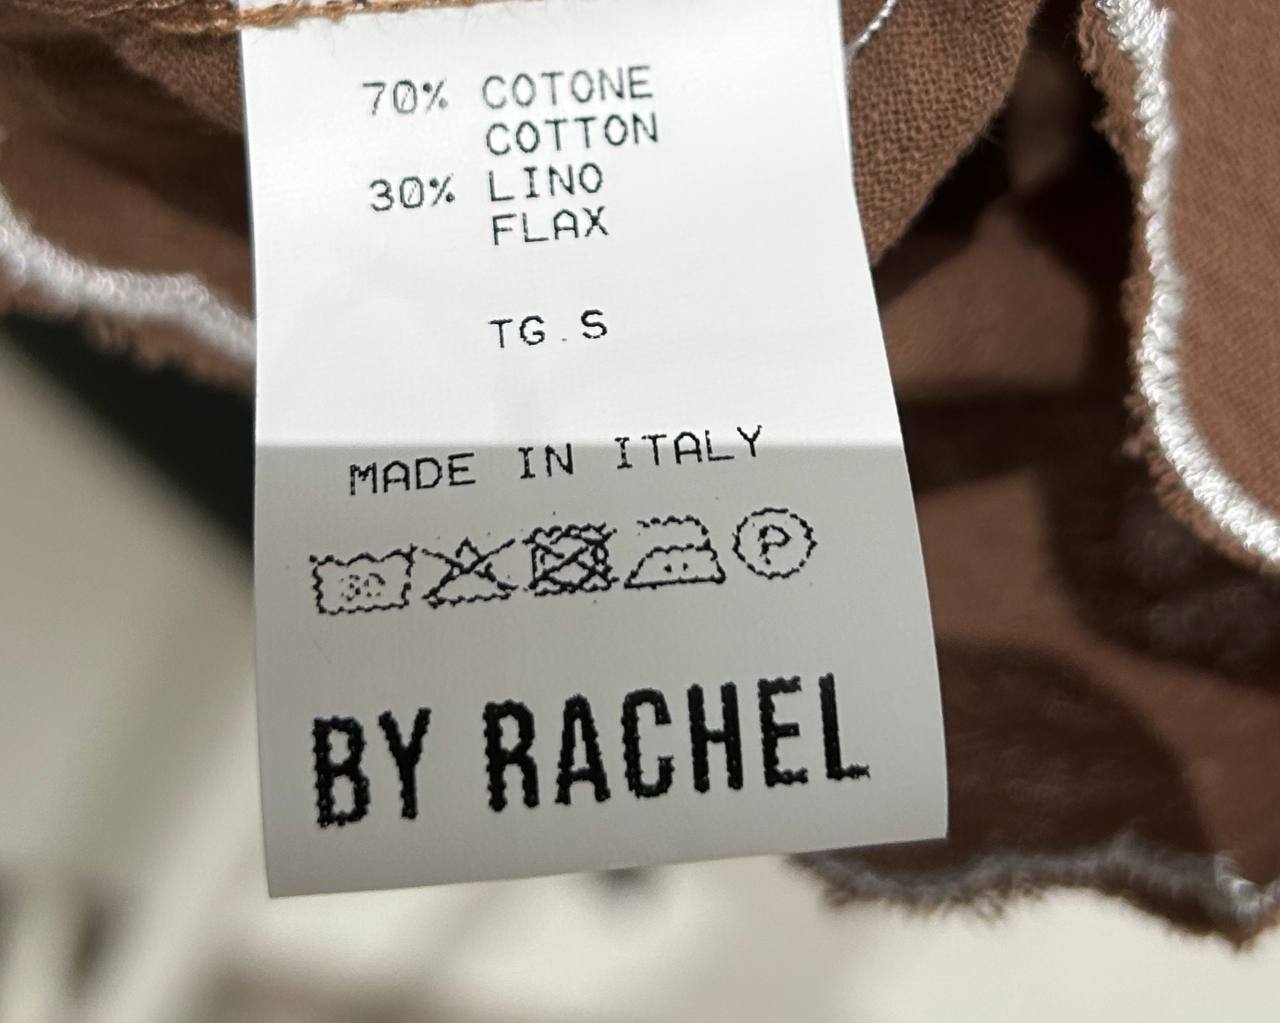 70% COTONE
COTTON
30% LINO
FLAX
TG.S
MADE IN ITALY
30 P
BY RACHEL